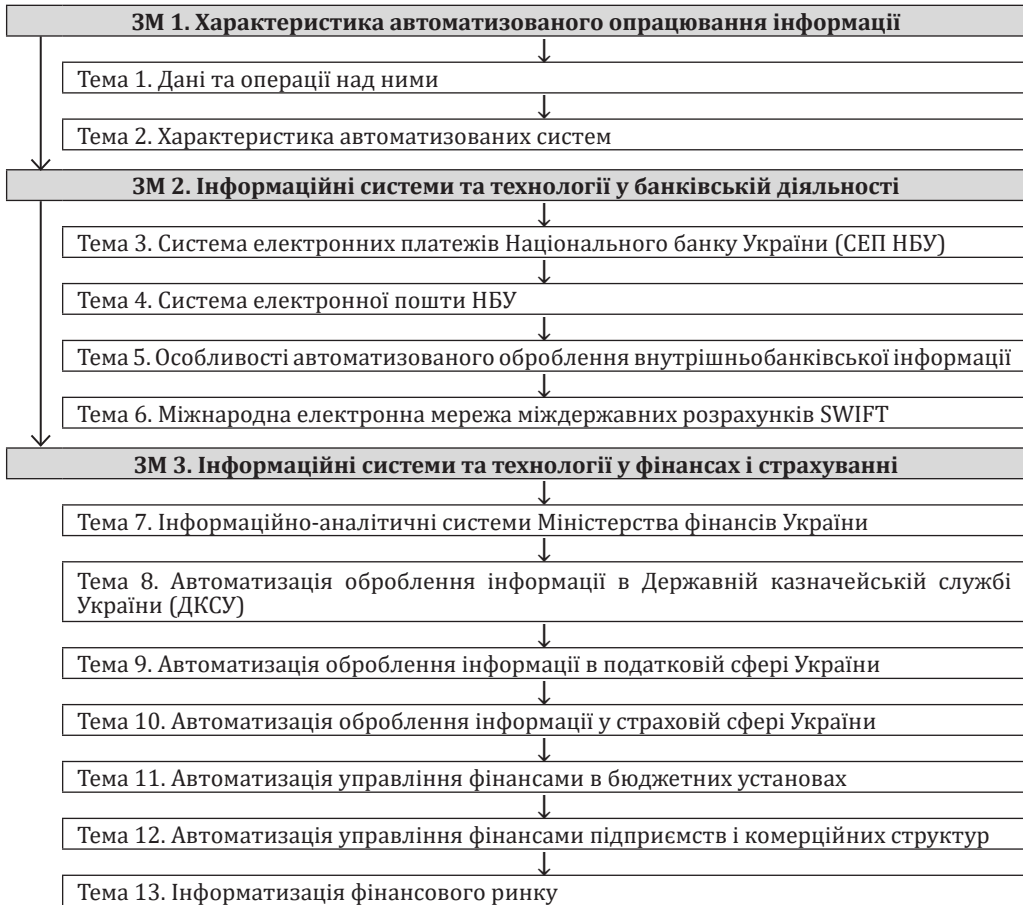 ЗМ 1. Характеристика автоматизованого опрацювання інформації
Тема 1. Дані та операції над ними
Тема 2. Характеристика автоматизованих систем
ЗМ 2. Інформаційні системи та технології у банківській діяльності
Тема 3. Система електронних платежів Національного банку України (СЕП НБУ)
Тема 4. Система електронної пошти НБУ
Тема 5. Особливості автоматизованого оброблення внутрішньобанківської інформації
Тема 6. Міжнародна електронна мережа міждержавних розрахунків SWIFT
ЗМ 3. Інформаційні системи та технології у фінансах і страхуванні
Тема 7. Інформаційно-аналітичні системи Міністерства фінансів України
Тема 8. Автоматизація оброблення інформації в Державній казначейській службі
України (ДКСУ)
Тема 9. Автоматизація оброблення інформації в податковій сфері України
Тема 10. Автоматизація оброблення інформації у страховій сфері України
Тема 11. Автоматизація управління фінансами в бюджетних установах
Тема 12. Автоматизація управління фінансами підприємств і комерційних структур
Тема 13. Інформатизація фінансового ринку